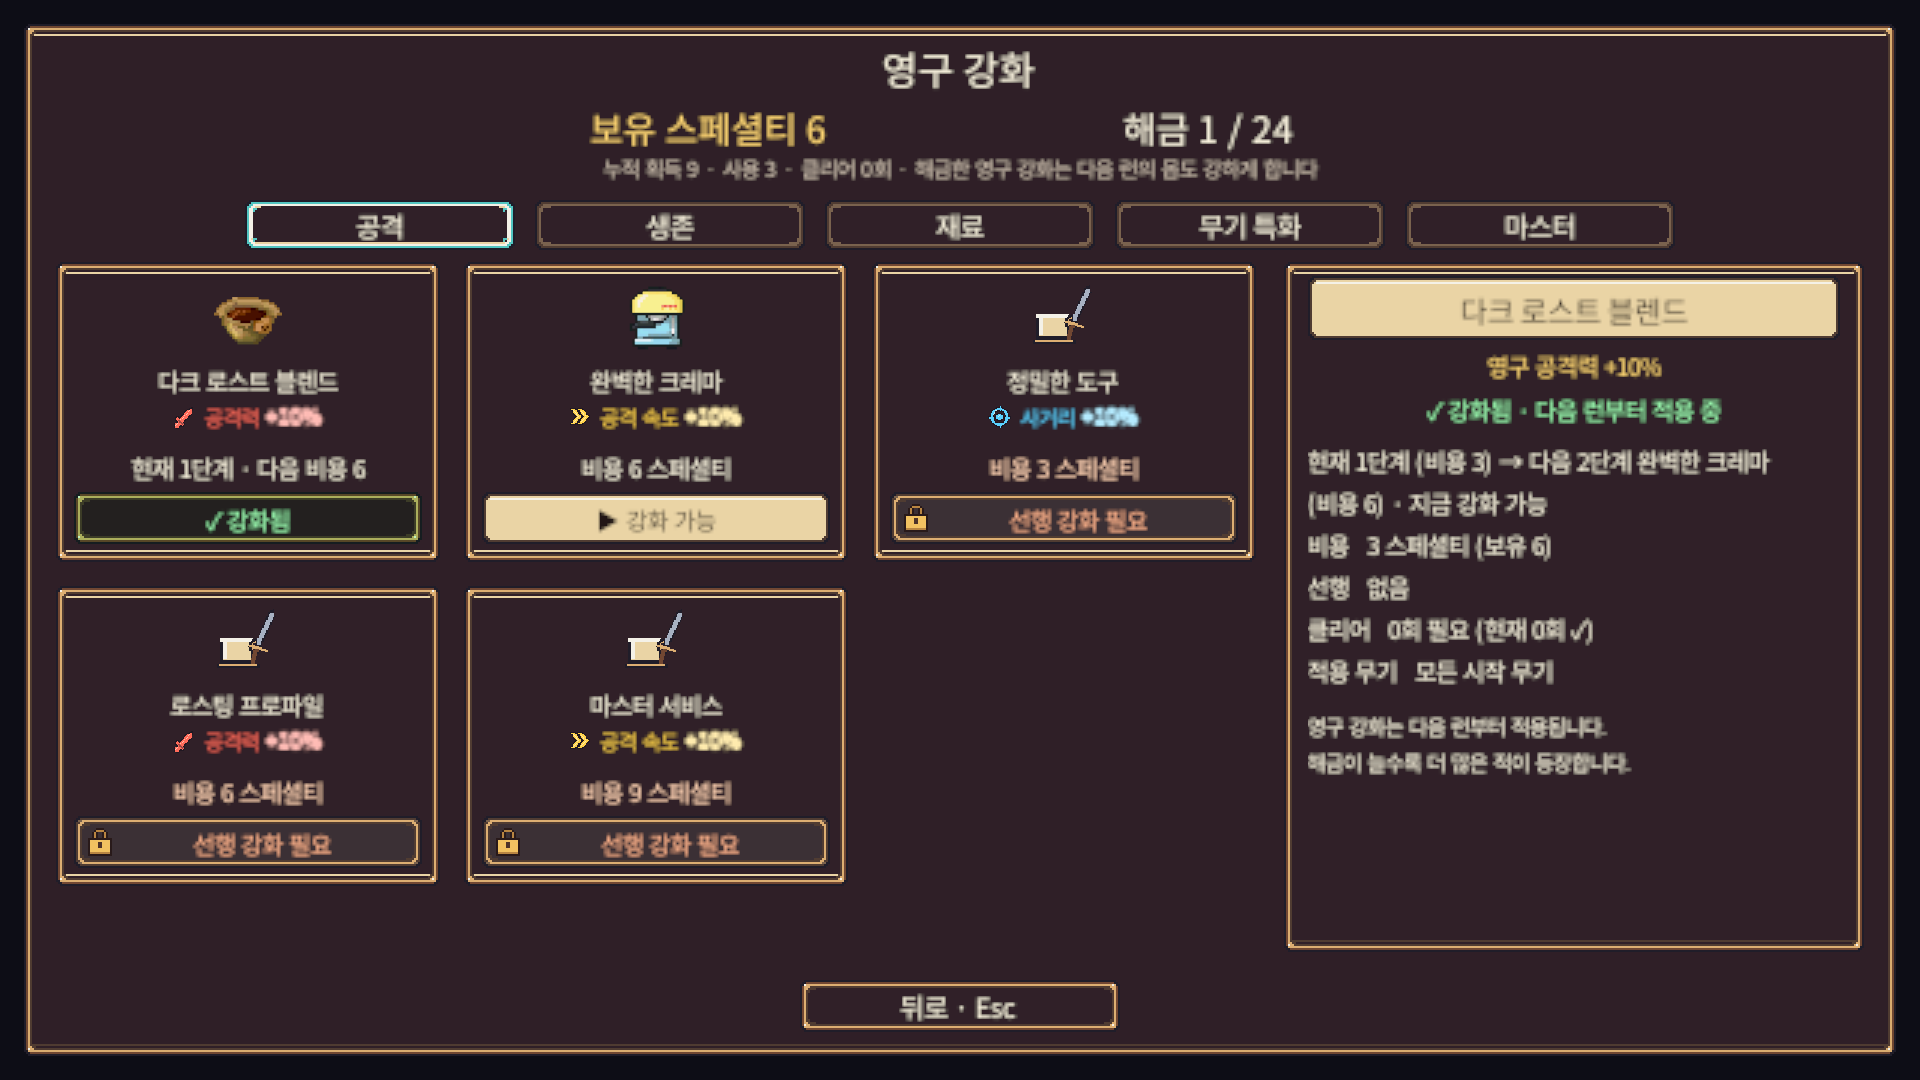 영구 강화
보유 스페셜티 6
해금 1 / 24
누적 획득 9 · 사용 3 · 클리어 0회 · 해금한 영구 강화는 다음 런의 몸도 강하게 합니다
공격
생존
재료
무기 특화
마스터
다크 로스트 블렌드
공격력 +10%
현재 1단계 · 다음 비용 6
✓ 강화됨
완벽한 크레마
공격 속도 +10%
비용 6 스페셜티
▶ 강화 가능
정밀한 도구
사거리 +10%
비용 3 스페셜티
선행 강화 필요
로스팅 프로파일
공격력 +10%
비용 6 스페셜티
선행 강화 필요
마스터 서비스
공격 속도 +10%
비용 9 스페셜티
선행 강화 필요
다크 로스트 블렌드
영구 공격력 +10%
✓ 강화됨 · 다음 런부터 적용 중
현재 1단계 (비용 3) → 다음 2단계 완벽한 크레마
(비용 6) · 지금 강화 가능
비용 3 스페셜티 (보유 6)
선행 없음
클리어 0회 필요 (현재 0회 ✓)
적용 무기 모든 시작 무기
영구 강화는 다음 런부터 적용됩니다.
해금이 늘수록 더 많은 적이 등장합니다.
뒤로 · Esc